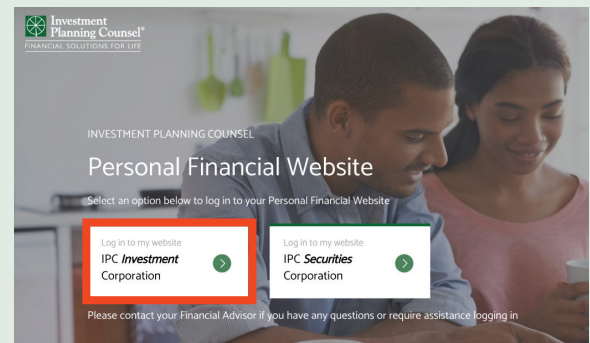 Investment
Planning Counsel®
FINANCIAL SOLUTIONS FOR LIFE
INVESTMENT PLANNING COUNSEL
Personal Financial Website
Select an option below to log in to your Personal Financial Website
Log in to my website
IPC Investment
Corporation
Log in to my website
IPC Securities
Corporation
Please contact your Financial Advisor if you have any questions or require assistance logging in